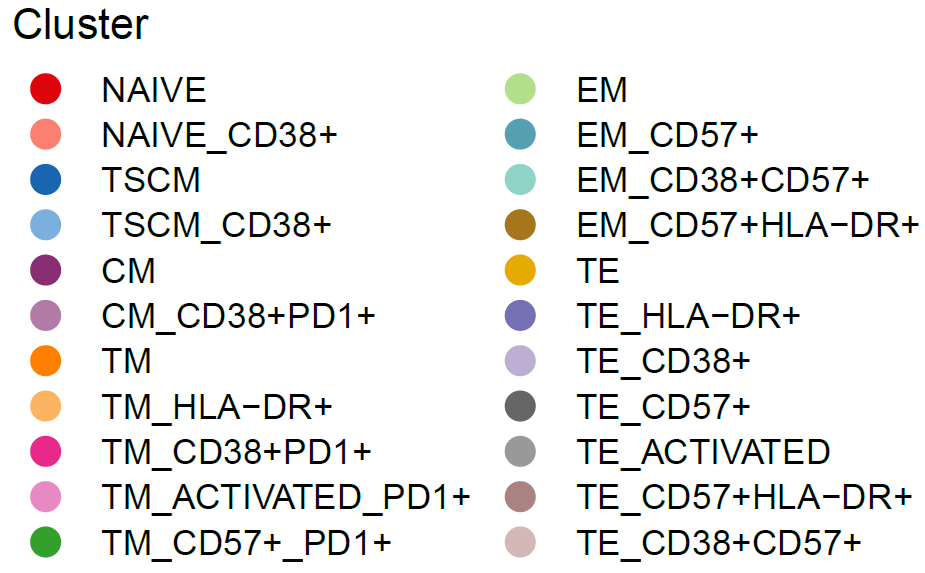 Cluster
NAIVE
NAIVE_CD38+
TSCM
TSCM_CD38+
CM
CM_CD38+PD1+
TM
TM_HLA−DR+
TM_CD38+PD1+
TM_ACTIVATED_PD1+
TM_CD57+_PD1+
EM
EM_CD57+
EM_CD38+CD57+
EM_CD57+HLA−DR+
TE
TE_HLA−DR+
TE_CD38+
TE_CD57+
TE_ACTIVATED
TE_CD57+HLA−DR+
TE_CD38+CD57+